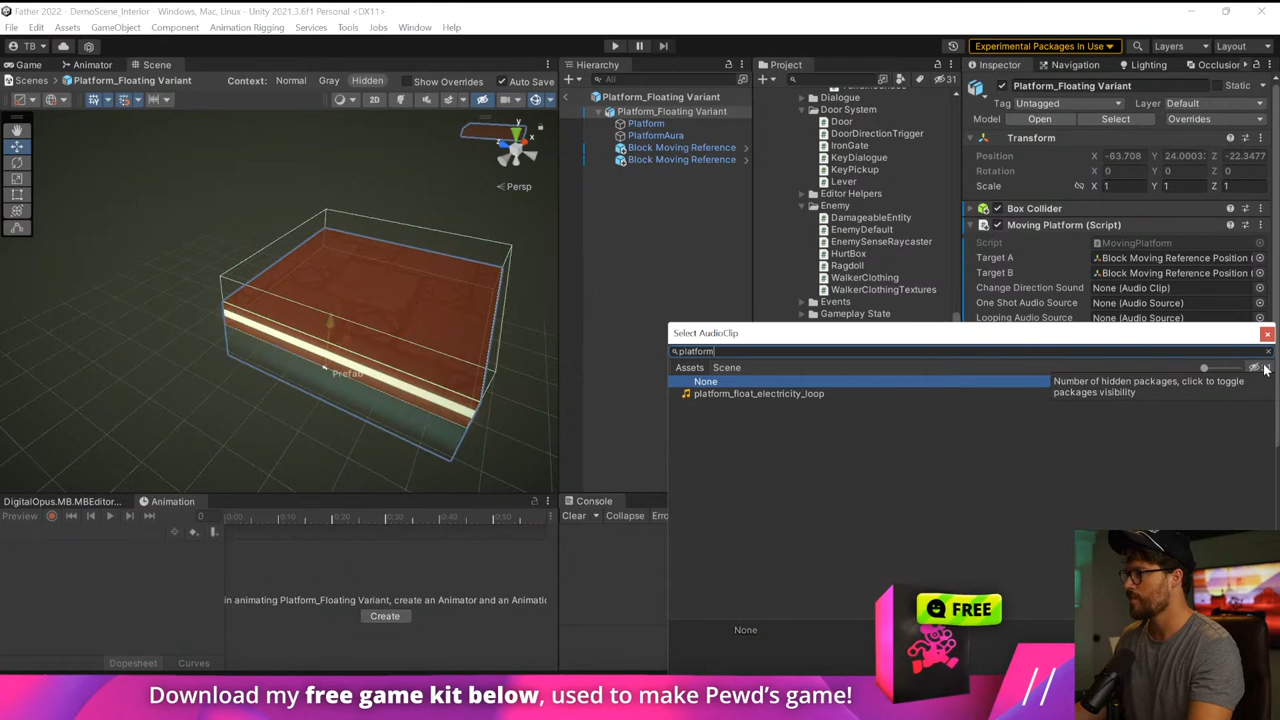 Father 2022 - DemoScene_Interior - Windows, Mac, Linux - Unity 2021.3.6f1 Personal <DX11>
File Edit Assets GameObject Component Animation Rigging Services Tools Jobs Window Help
TB Experimental Packages In Use Layers Layout
Game Animator Scene
Scenes Platform_Floating Variant Context: Normal Gray Hidden Show Overrides Auto Save
2D
y
x
z
Persp
Prefab
Hierarchy
All
Platform_Floating Variant
Platform_Floating Variant
Platform
PlatformAura
Block Moving Reference
Block Moving Reference
Project
31
Dialogue
Door System
Door
DoorDirectionTrigger
IronGate
KeyDialogue
KeyPickup
Lever
Editor Helpers
Enemy
DamageableEntity
EnemyDefault
EnemySenseRaycaster
HurtBox
Ragdoll
WalkerClothing
WalkerClothingTextures
Events
Gameplay State
Inspector Navigation Lighting Occlusion
Platform_Floating Variant Static
Tag Untagged Layer Default
Model Open Select Overrides
Transform
Position X -63.708 Y 24.0003 Z -22.3477
Rotation X 0 Y 0 Z 0
Scale X 1 Y 1 Z 1
Box Collider
Moving Platform (Script)
Script MovingPlatform
Target A Block Moving Reference Position (
Target B Block Moving Reference Position (
Change Direction Sound None (Audio Clip)
One Shot Audio Source None (Audio Source)
Looping Audio Source None (Audio Source)
Select AudioClip
platform
Assets Scene
None
platform_float_electricity_loop
Number of hidden packages, click to toggle
packages visibility
None
DigitalOpus.MB.MBEditor... Animation
Preview 0 0:00 0:10 0:20 0:30 0:40 0:50
in animating Platform_Floating Variant, create an Animator and an Animatio
Create
Dopesheet Curves
Console
Clear Collapse Erro
FREE
Download my free game kit below, used to make Pewd's game! //